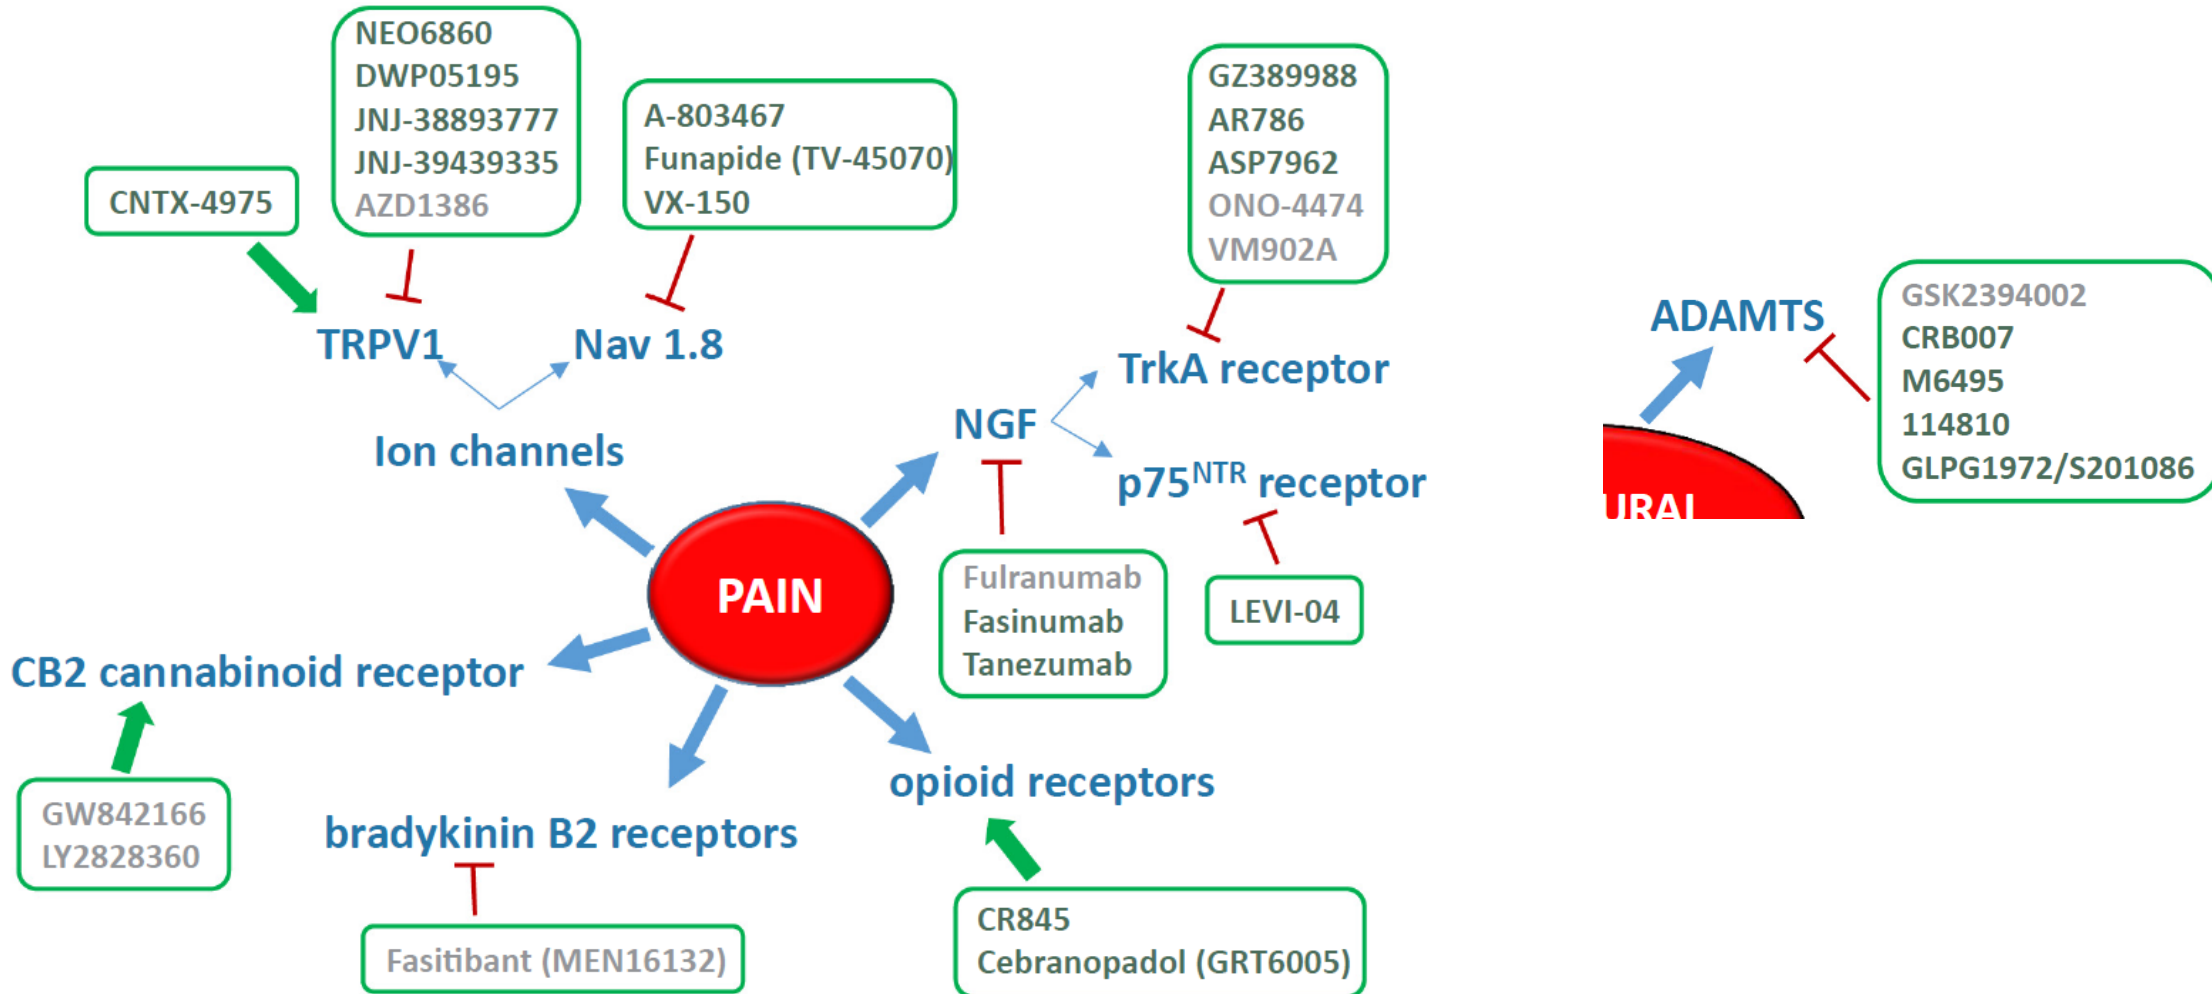 NEO6860
DWP05195
JNJ-38893777
JNJ-39439335
AZD1386
A-803467
Funapide (TV-45070)
VX-150
GZ389988
AR786
ASP7962
ONO-4474
VM902A
CNTX-4975
GSK2394002
CRB007
M6495
114810
GLPG1972/S201086
ADAMTS
TRPV1
Nav 1.8
TrkA receptor
NGF
Ion channels
p75NTR receptor
URAL
PAIN
Fulranumab
Fasinumab
Tanezumab
LEVI-04
CB2 cannabinoid receptor
GW842166
LY2828360
bradykinin B2 receptors
opioid receptors
Fasitibant (MEN16132)
CR845
Cebranopadol (GRT6005)